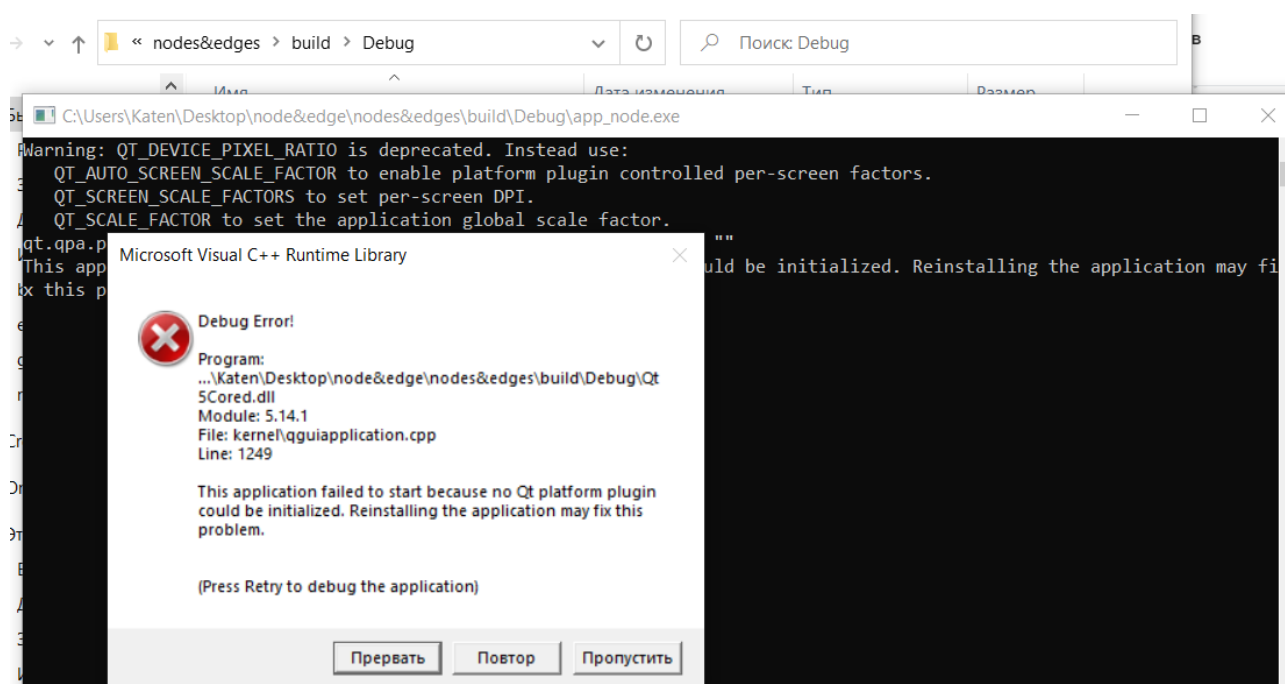 « nodes&edges > build > Debug
Поиск: Debug
в
Имя
Дата изменения
Тип
Размер
C:\Users\Katen\Desktop\node&edge\nodes&edges\build\Debug\app_node.exe
Warning: QT_DEVICE_PIXEL_RATIO is deprecated. Instead use:
QT_AUTO_SCREEN_SCALE_FACTOR to enable platform plugin controlled per-screen factors.
QT_SCREEN_SCALE_FACTORS to set per-screen DPI.
QT_SCALE_FACTOR to set the application global scale factor.
qt.qpa.p ""
This app uld be initialized. Reinstalling the application may fi
x this p
Microsoft Visual C++ Runtime Library
Debug Error!
Program:
...\Katen\Desktop\node&edge\nodes&edges\build\Debug\Qt
5Cored.dll
Module: 5.14.1
File: kernel\qguiapplication.cpp
Line: 1249
This application failed to start because no Qt platform plugin
could be initialized. Reinstalling the application may fix this
problem.
(Press Retry to debug the application)
Прервать
Повтор
Пропустить